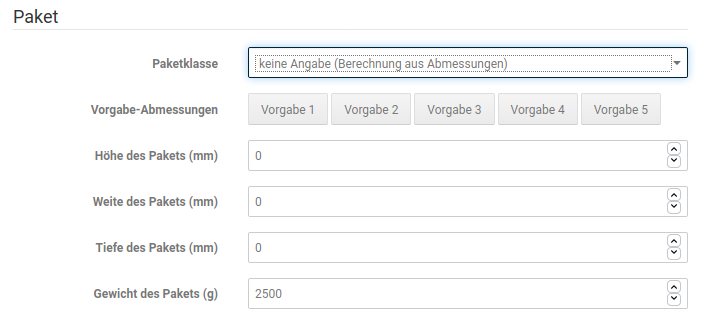 Paket
Paketklasse keine Angabe (Berechnung aus Abmessungen)
Vorgabe-Abmessungen Vorgabe 1 Vorgabe 2 Vorgabe 3 Vorgabe 4 Vorgabe 5
Höhe des Pakets (mm) 0
Weite des Pakets (mm) 0
Tiefe des Pakets (mm) 0
Gewicht des Pakets (g) 2500